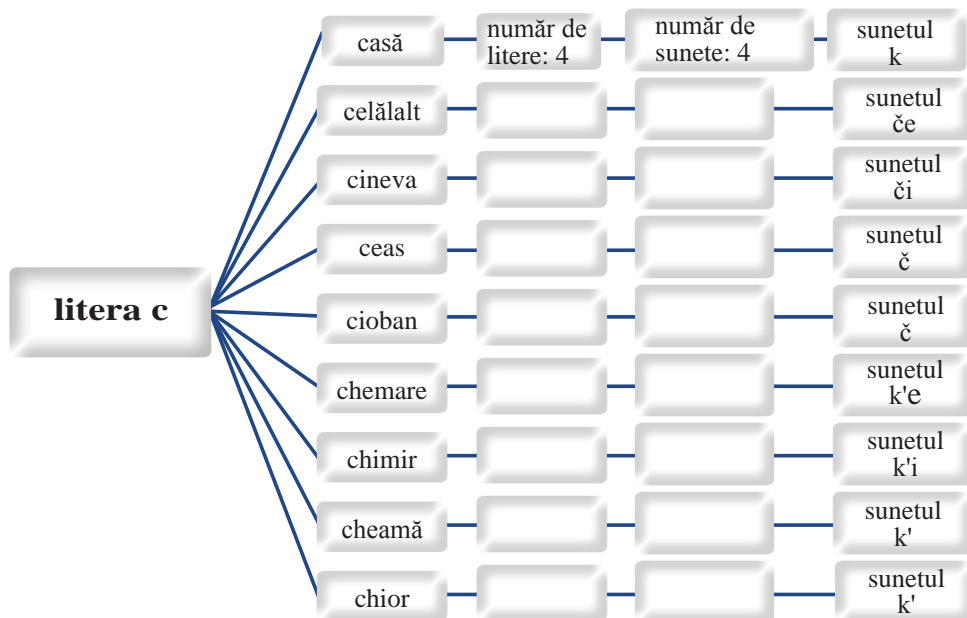 casă
număr de
litere: 4
număr de
sunete: 4
sunetul
k
celălalt
sunetul
če
cineva
sunetul
či
ceas
sunetul
č
litera c
cioban
sunetul
č
chemare
sunetul
k'e
chimir
sunetul
k'i
cheamă
sunetul
k'
chior
sunetul
k'